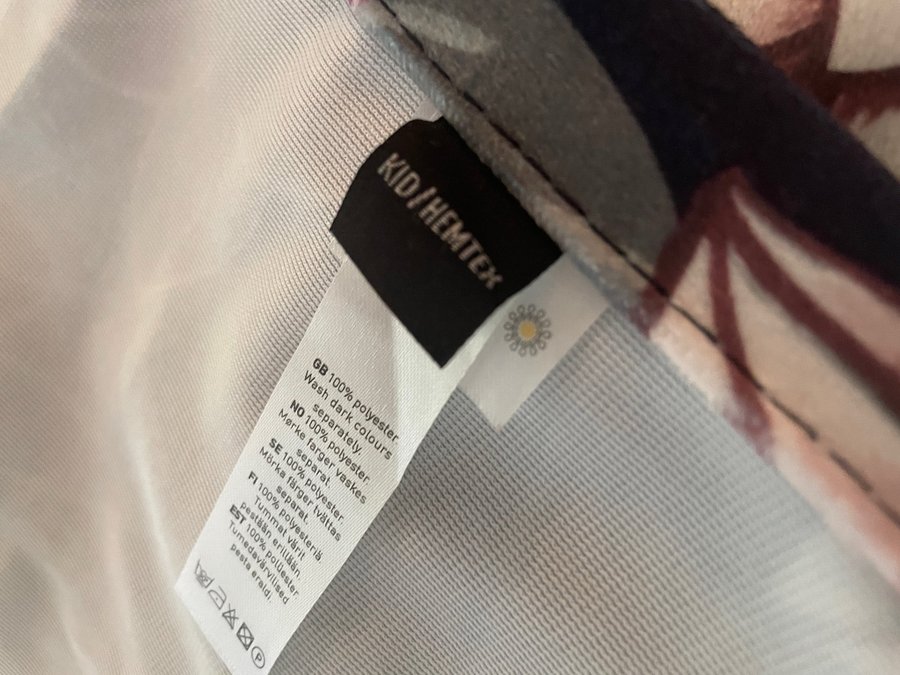 KID/HEMTEX
GB 100% polyester.
Wash dark colours
separately.
NO 100% polyester.
Mørke farger vaskes
separat.
SE 100% polyester.
Mörka färger tvättas
separat.
FI 100% polyesteriä
Tummat värit
pestään erillään.
EST 100% polüester.
Tumedavärvilised
pesta eraldi.
P